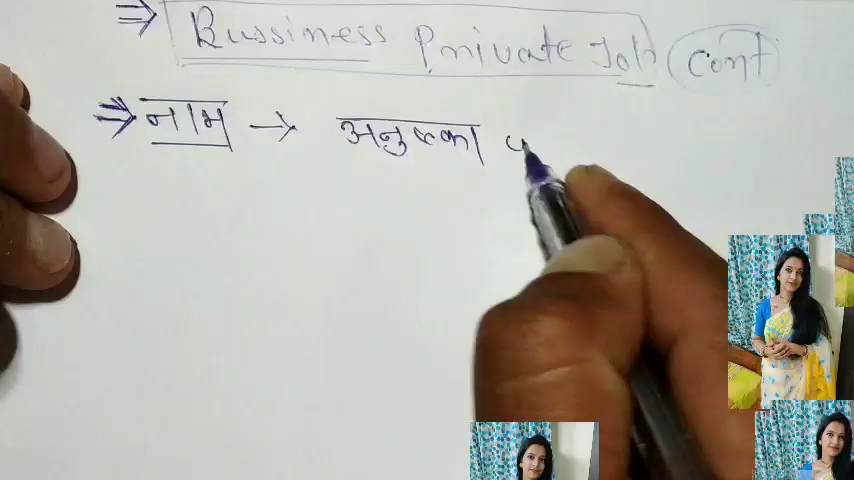 ⇒ Bussiness Private Job Cont
⇒ नाम → अनुष्का